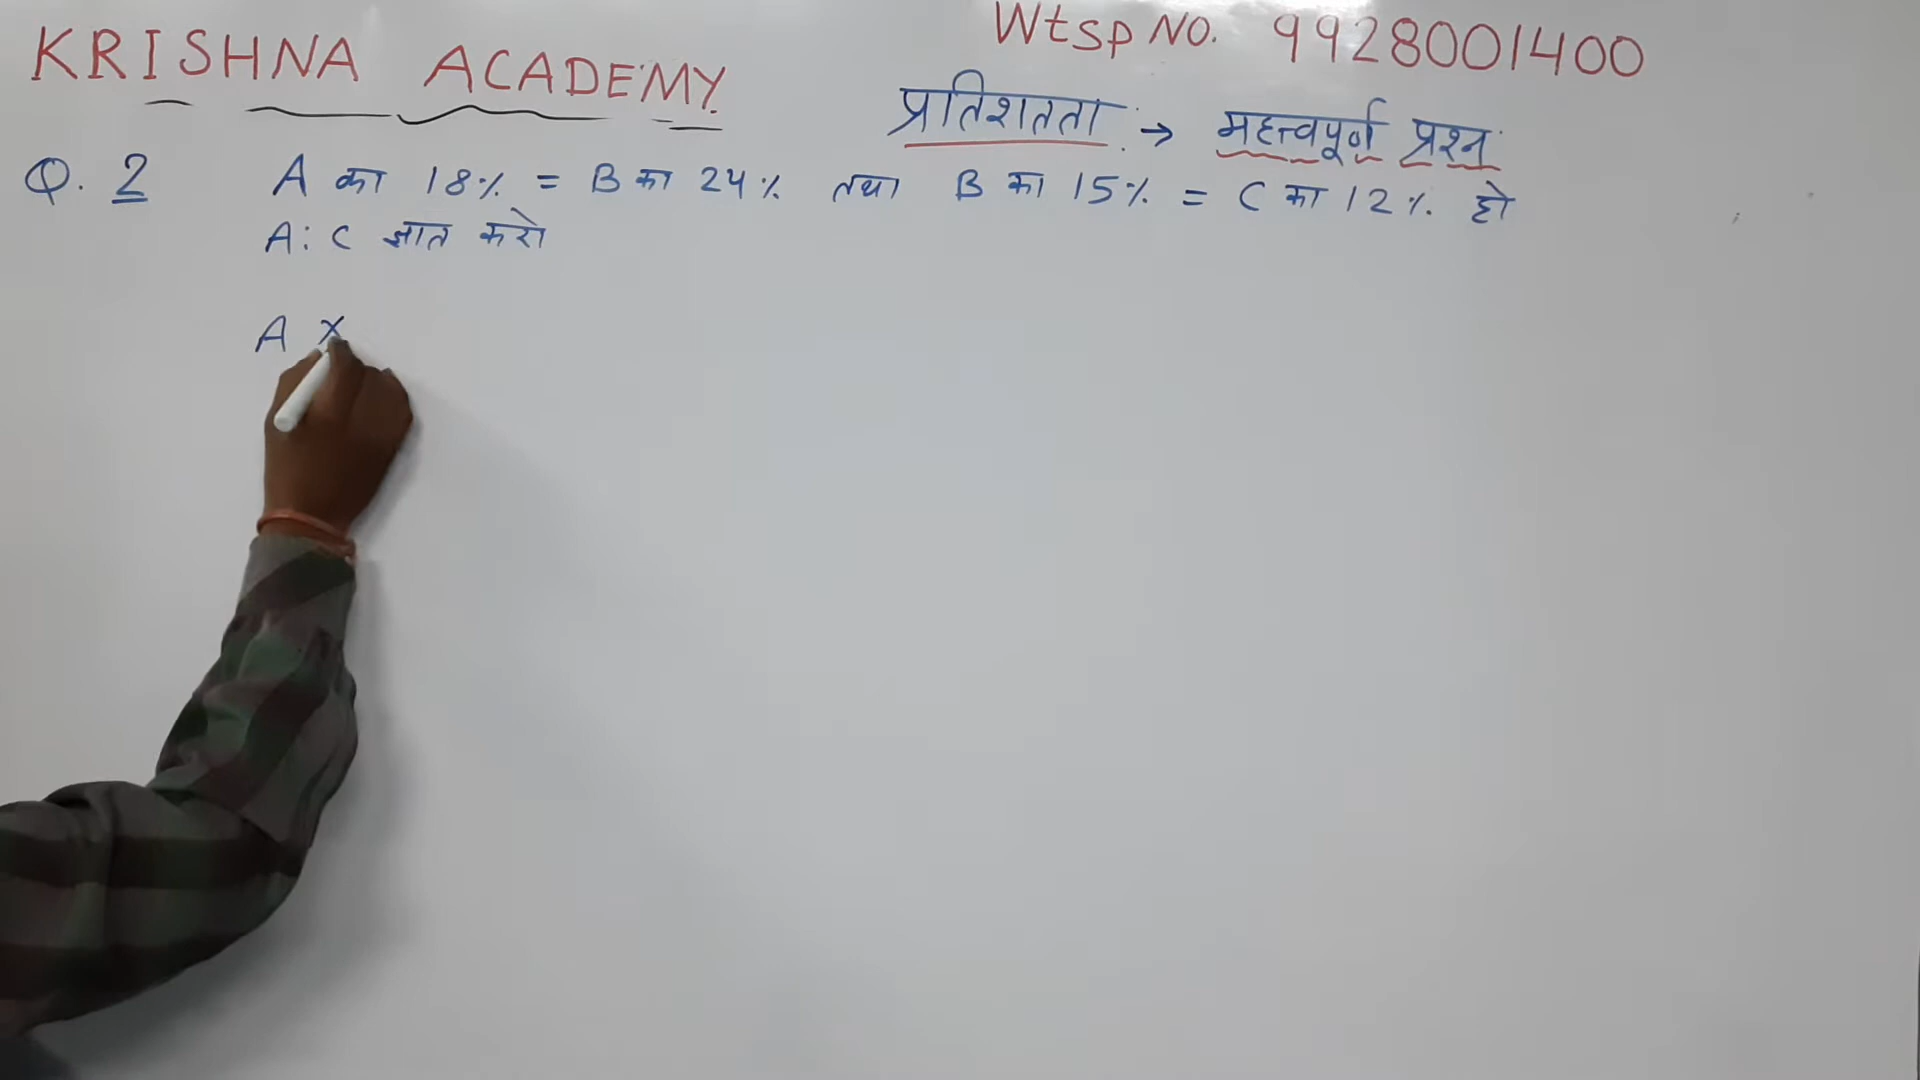 KRISHNA ACADEMY
Wtsp NO. 9928001400
प्रतिशतता → महत्त्वपूर्ण प्रश्न
Q. 2 A का 18% = B का 24% तथा B का 15% = C का 12% हो
A : C ज्ञात करो
A ×